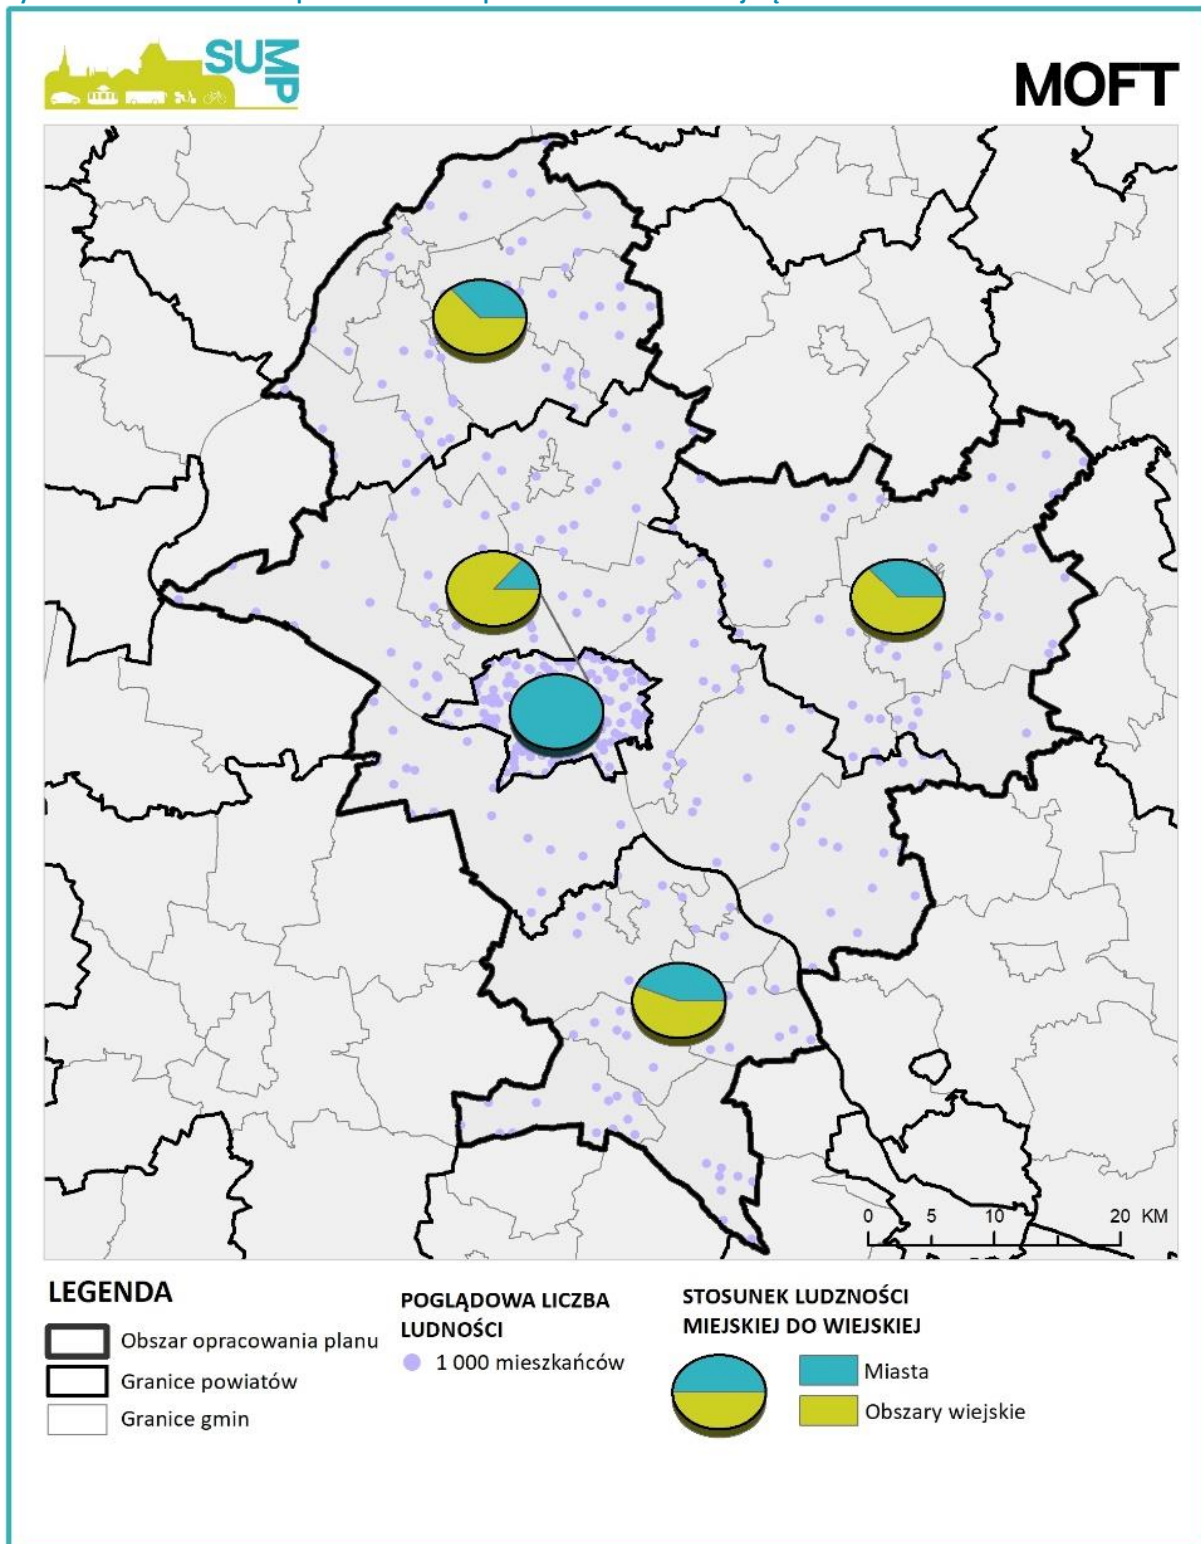 SUMP
MOFT
0 5 10 20 KM
LEGENDA
Obszar opracowania planu
Granice powiatów
Granice gmin
POGLĄDOWA LICZBA
LUDNOŚCI
1 000 mieszkańców
STOSUNEK LUDZNOŚCI
MIEJSKIEJ DO WIEJSKIEJ
Miasta
Obszary wiejskie